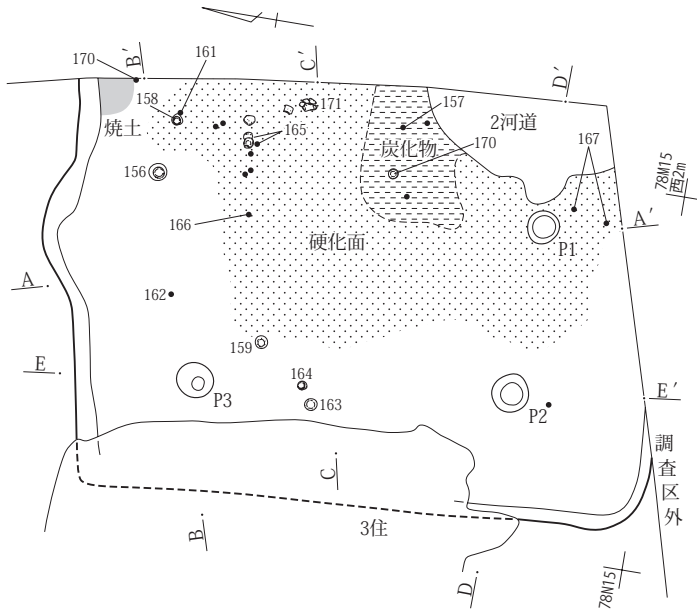 170
B′
161
C′
D′
158
171
157
2河道
焼土
165
炭化物
170
167
78M15
西2m
156
166
硬化面
P1
A′
A
162
159
E
164
163
P3
P2
E′
調査区外
C
B
3住
D
78N15